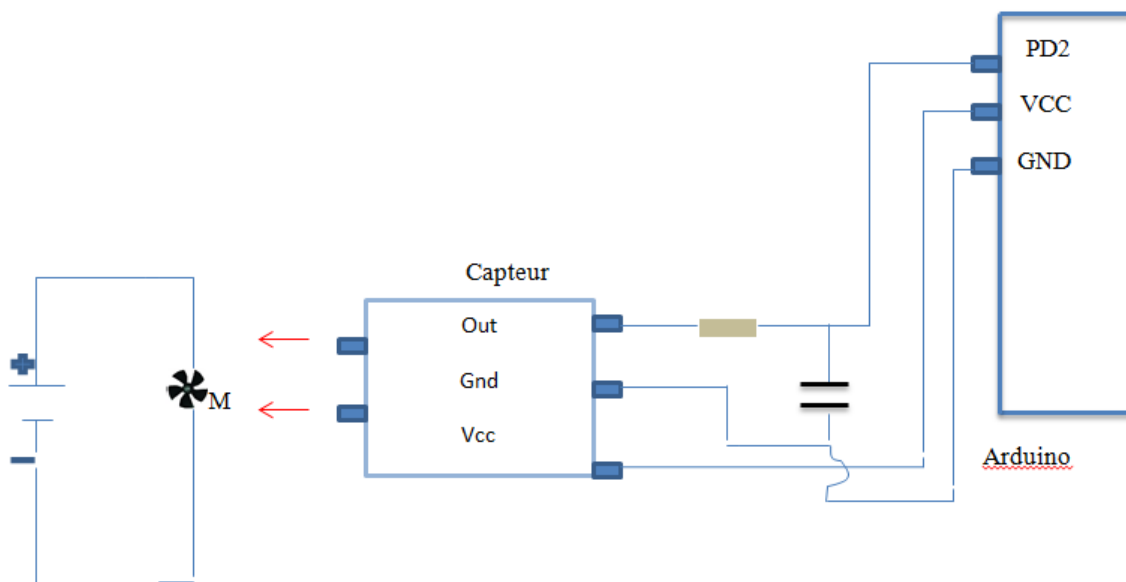 PD2
VCC
GND
Capteur
Out
Gnd
Vcc
M
Arduino